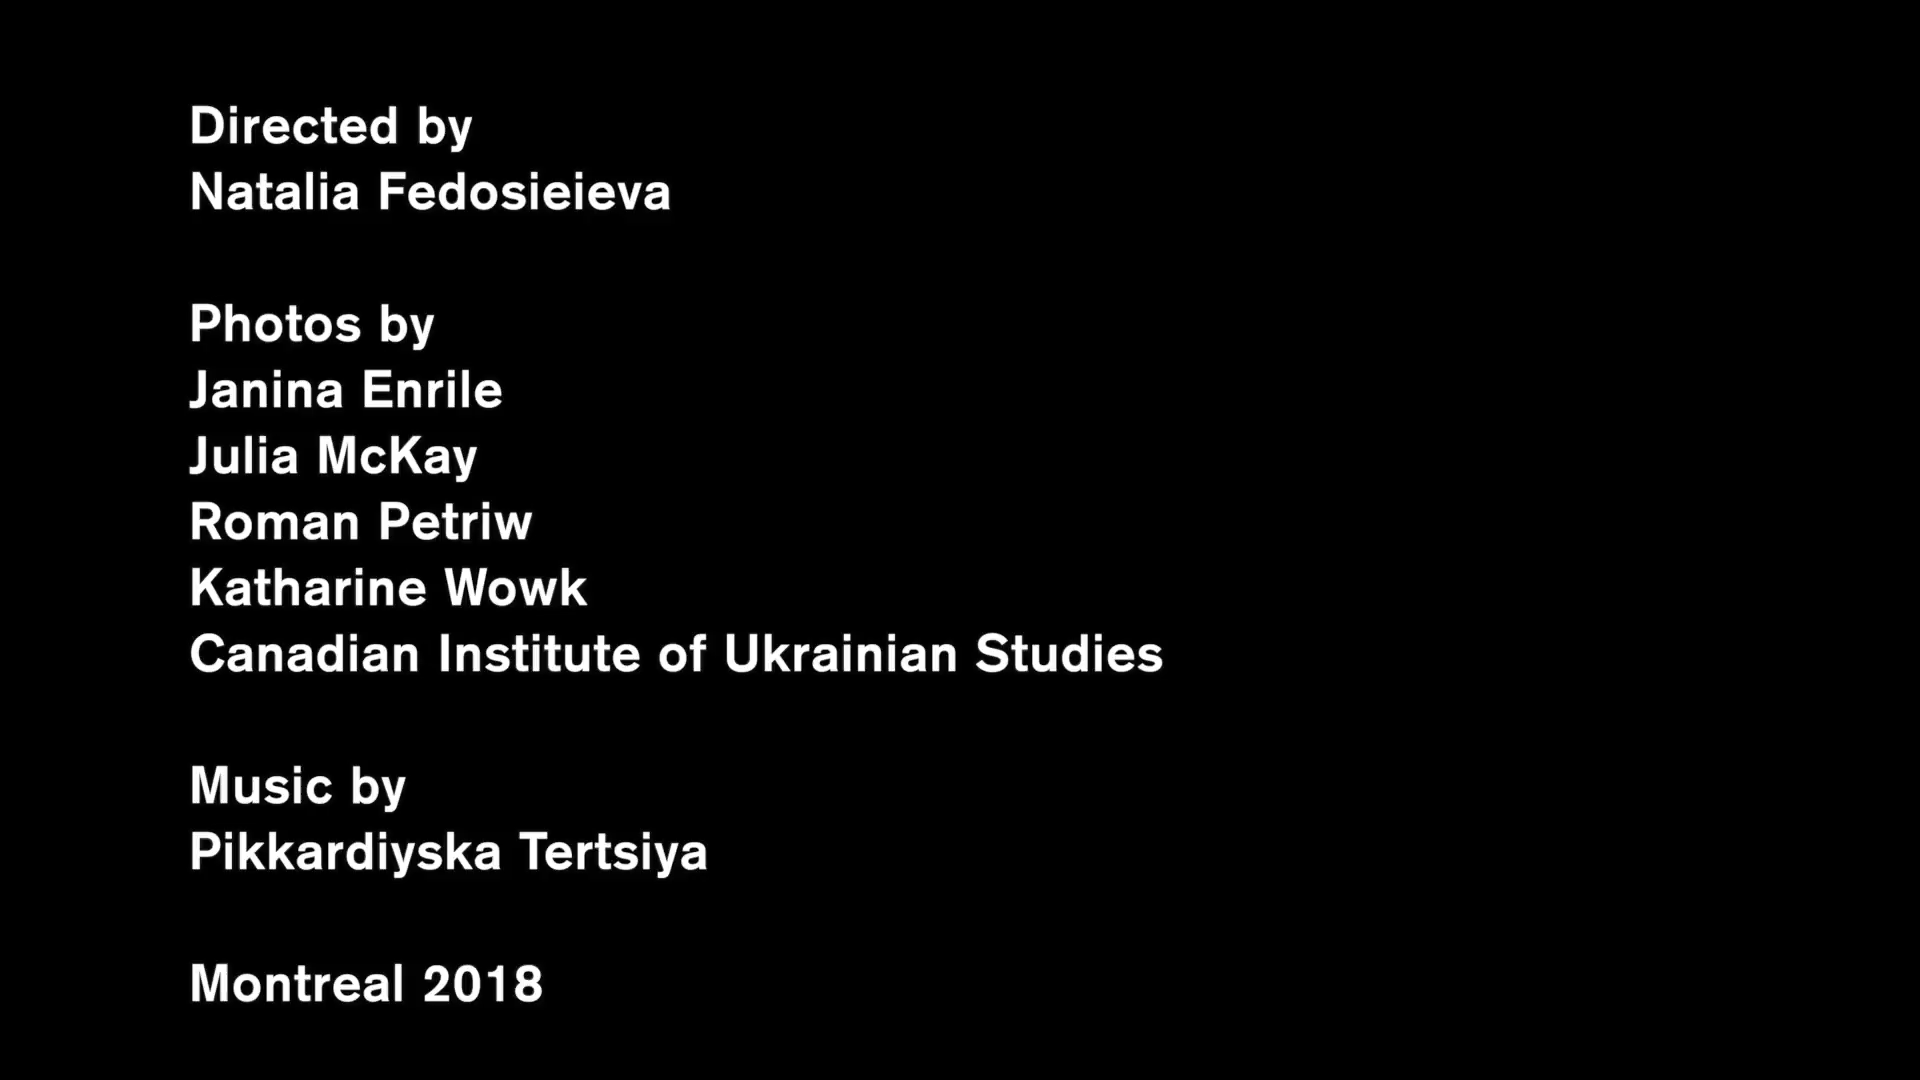 Directed by
Natalia Fedosieieva
Photos by
Janina Enrile
Julia McKay
Roman Petriw
Katharine Wowk
Canadian Institute of Ukrainian Studies
Music by
Pikkardiyska Tertsiya
Montreal 2018